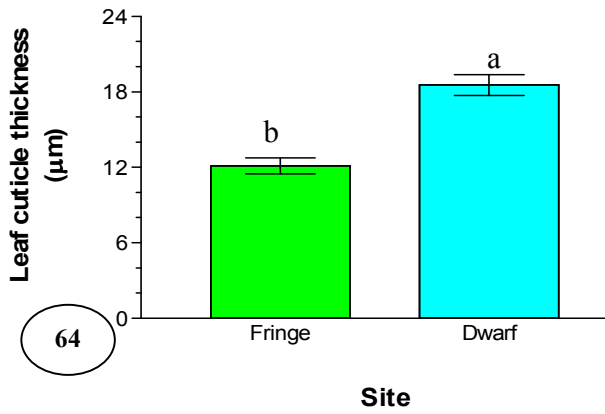 Leaf cuticle thickness
(µm)
24
18
12
6
0
b
a
Fringe
Dwarf
Site
64